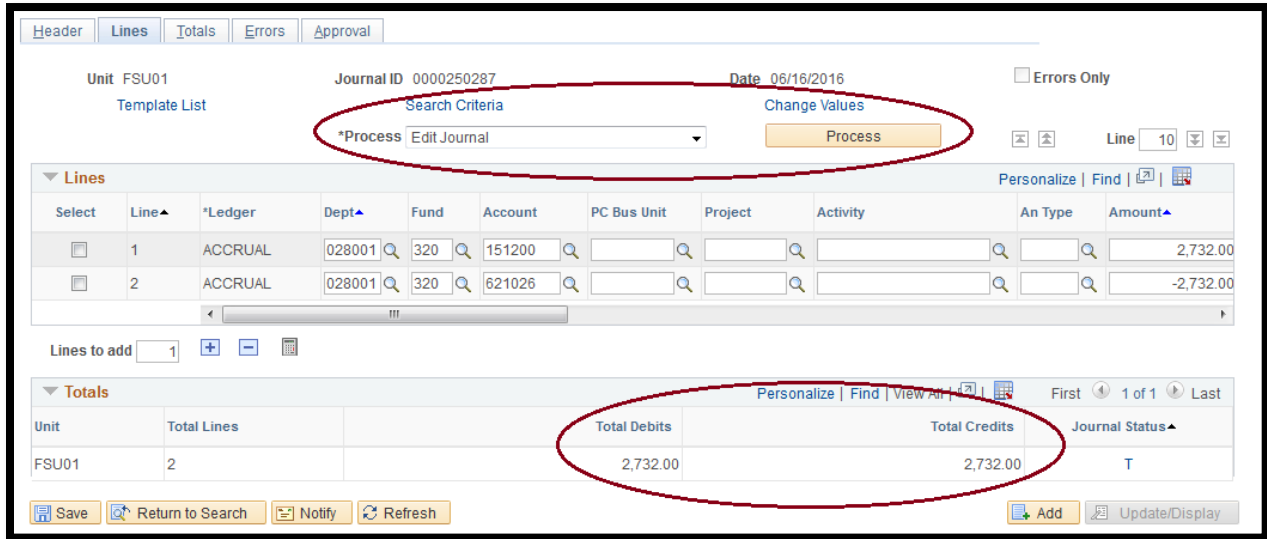 Header Lines Totals Errors Approval
Unit FSU01 Journal ID 0000250287 Date 06/16/2016 Errors Only
Template List Search Criteria Change Values
*Process Edit Journal Process Line 10
Lines Personalize | Find | |
Select Line *Ledger Dept Fund Account PC Bus Unit Project Activity An Type Amount
1 ACCRUAL 028001 320 151200 2,732.00
2 ACCRUAL 028001 320 621026 -2,732.00
Lines to add 1
Totals Personalize | Find | View All | | First 1 of 1 Last
Unit Total Lines Total Debits Total Credits Journal Status
FSU01 2 2,732.00 2,732.00 T
Save Return to Search Notify Refresh Add Update/Display